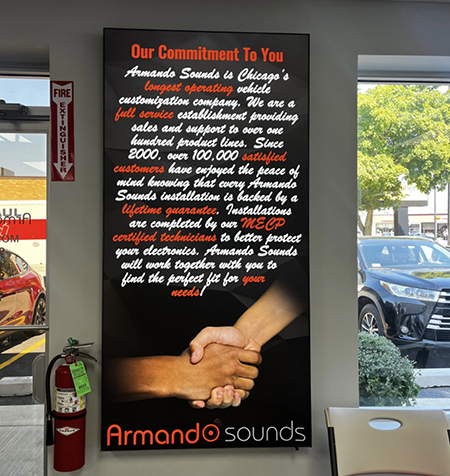 Our Commitment To You
Armando Sounds is Chicago's
longest operating vehicle
customization company. We are a
full service establishment providing
sales and support to over one
hundred product lines. Since
2000, over 100,000 satisfied
customers have enjoyed the peace of
mind knowing that every Armando
Sounds installation is backed by a
lifetime guarantee. Installations
are completed by our MECP
certified technicians to better protect
your electronics. Armando Sounds
will work together with you to
find the perfect fit for your
needs!
Armando sounds
FIRE
EXTINGUISHER